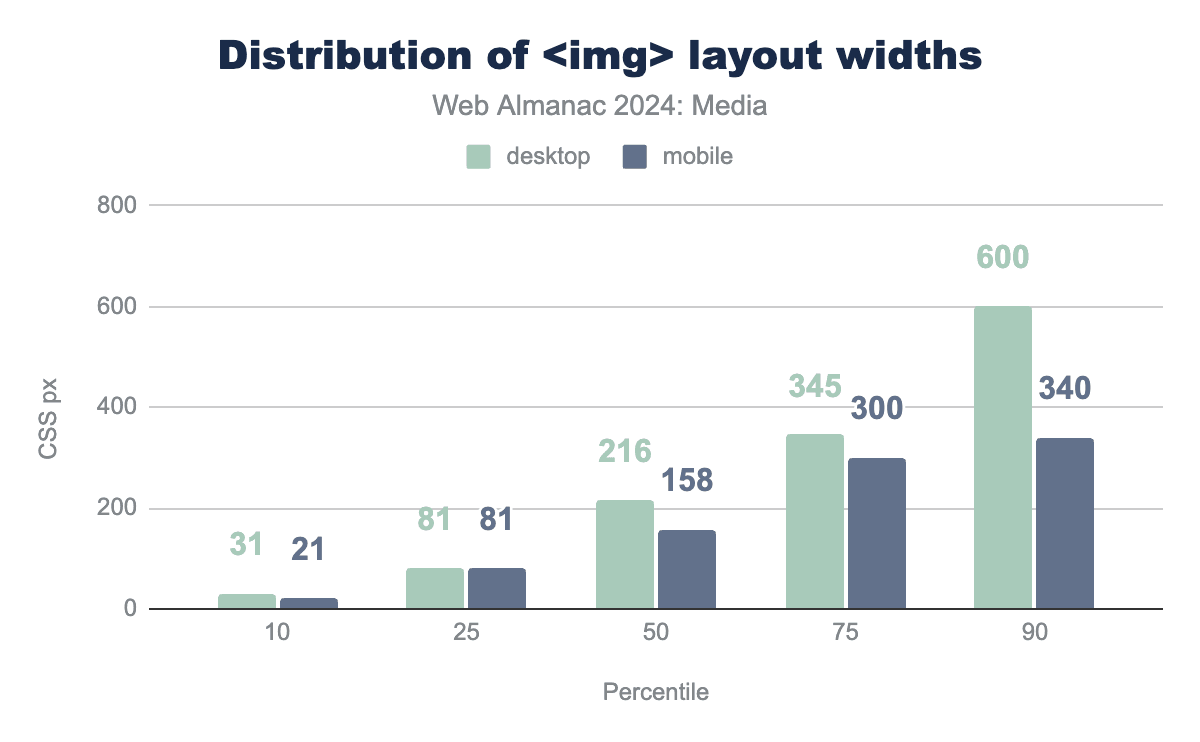 Distribution of <img> layout widths
Web Almanac 2024: Media
desktop mobile
800
600
400
200
0
CSS px
31 21
81 81
216 158
345 300
600 340
10 25 50 75 90
Percentile